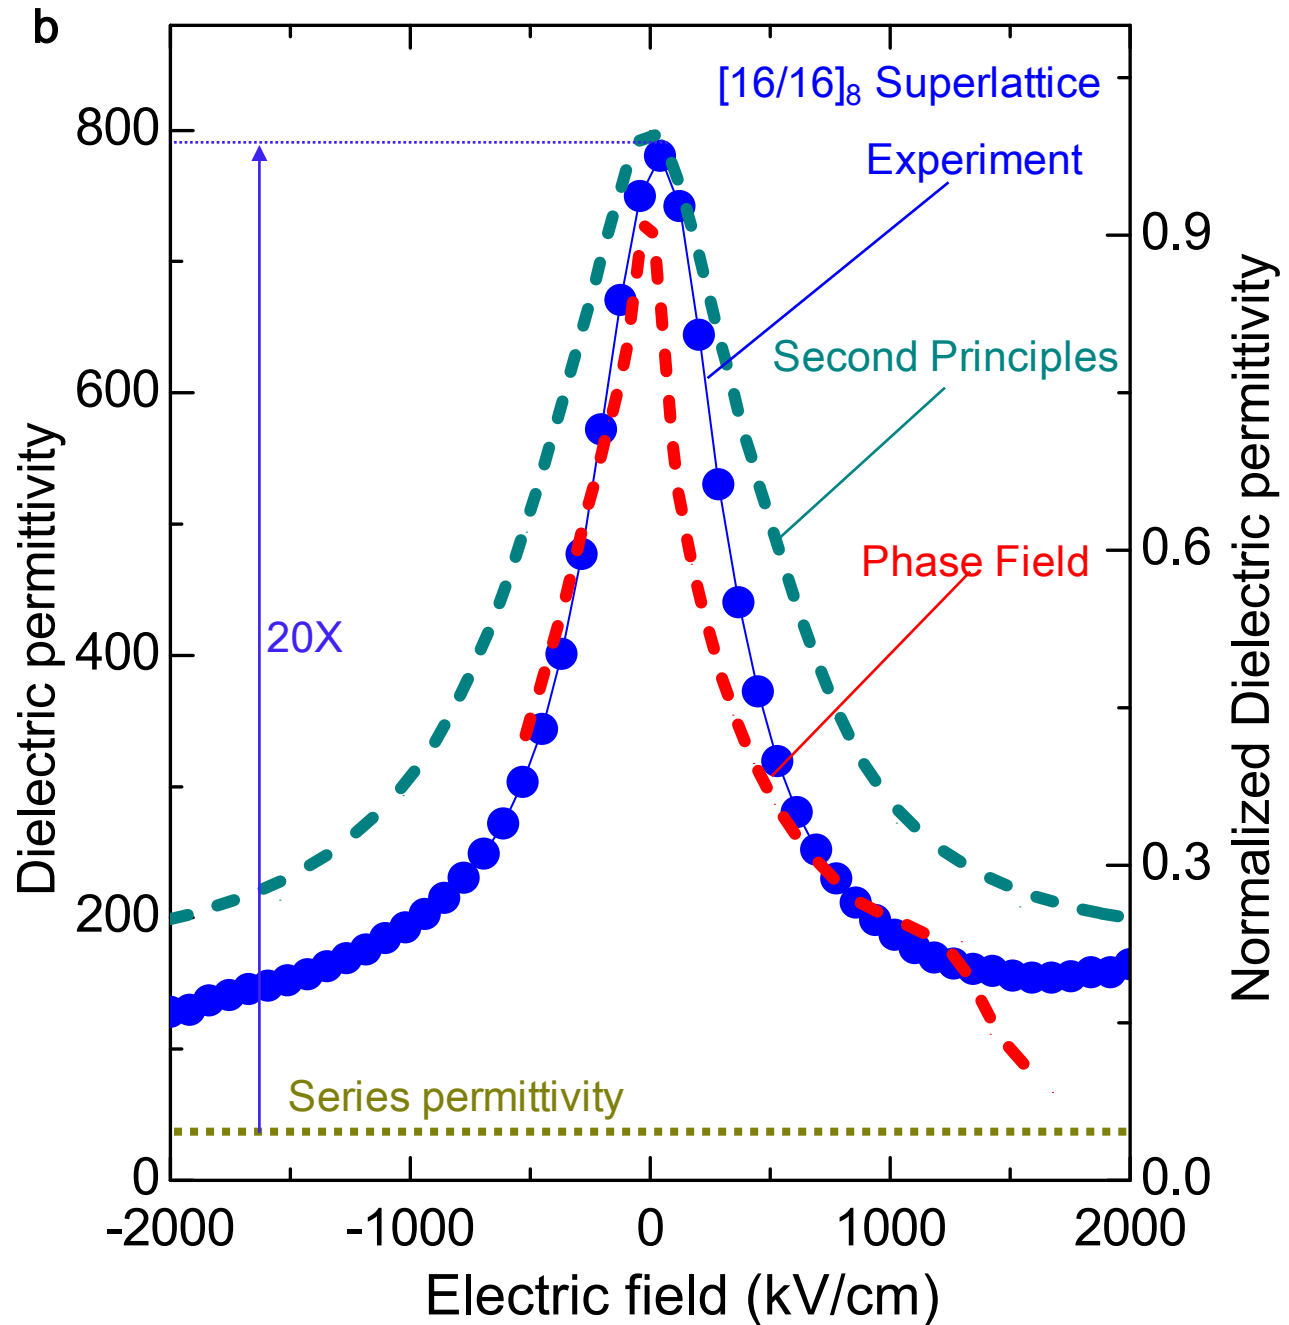 b
[16/16]8 Superlattice
Experiment
Second Principles
Phase Field
20X
Series permittivity
Dielectric permittivity
800
600
400
200
0
Normalized Dielectric permittivity
0.9
0.6
0.3
0.0
-2000 -1000 0 1000 2000
Electric field (kV/cm)